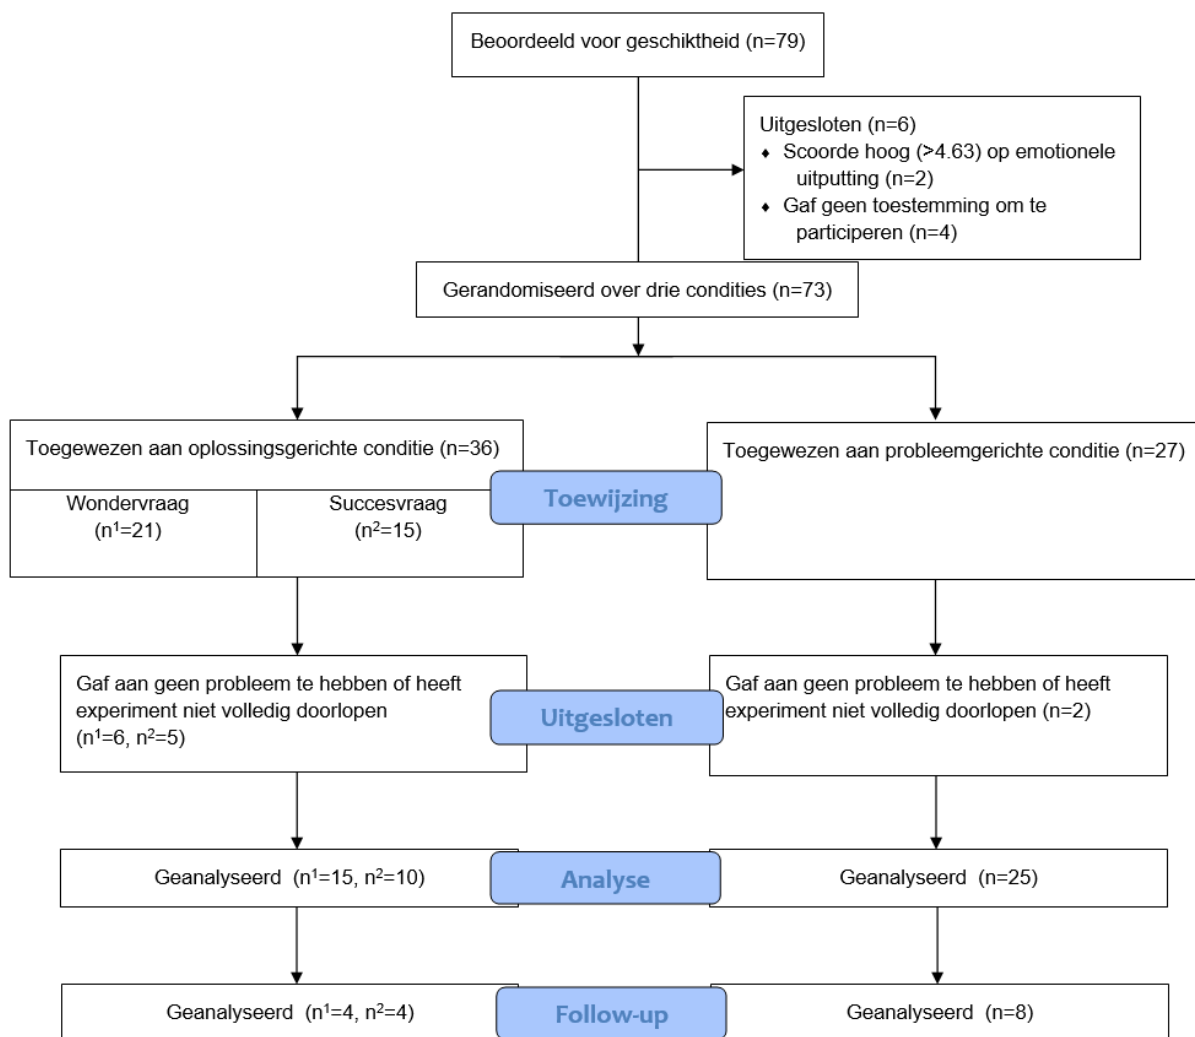 Beoordeeld voor geschiktheid (n=79)
Uitgesloten (n=6)
♦ Scoorde hoog (>4.63) op emotionele
uitputting (n=2)
♦ Gaf geen toestemming om te
participeren (n=4)
Gerandomiseerd over drie condities (n=73)
Toegewezen aan oplossingsgerichte conditie (n=36)
Wondervraag
(n¹=21)
Succesvraag
(n²=15)
Toewijzing
Toegewezen aan probleemgerichte conditie (n=27)
Gaf aan geen probleem te hebben of heeft
experiment niet volledig doorlopen
(n¹=6, n²=5)
Uitgesloten
Gaf aan geen probleem te hebben of heeft
experiment niet volledig doorlopen (n=2)
Geanalyseerd (n¹=15, n²=10)
Analyse
Geanalyseerd (n=25)
Geanalyseerd (n¹=4, n²=4)
Follow-up
Geanalyseerd (n=8)